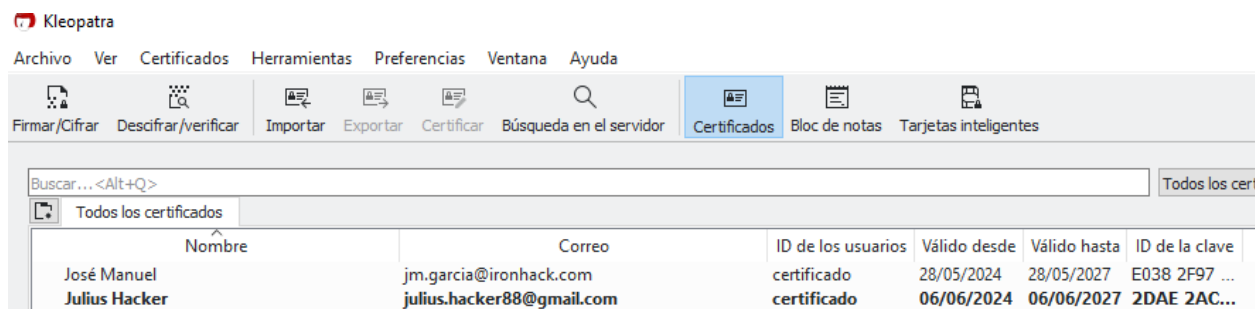 Kleopatra
Archivo Ver Certificados Herramientas Preferencias Ventana Ayuda
Firmar/Cifrar Descifrar/verificar Importar Exportar Certificar Búsqueda en el servidor Certificados Bloc de notas Tarjetas inteligentes
Buscar...<Alt+Q> Todos los cert
Todos los certificados
Nombre Correo ID de los usuarios Válido desde Válido hasta ID de la clave
José Manuel jm.garcia@ironhack.com certificado 28/05/2024 28/05/2027 E038 2F97 ...
Julius Hacker julius.hacker88@gmail.com certificado 06/06/2024 06/06/2027 2DAE 2AC...